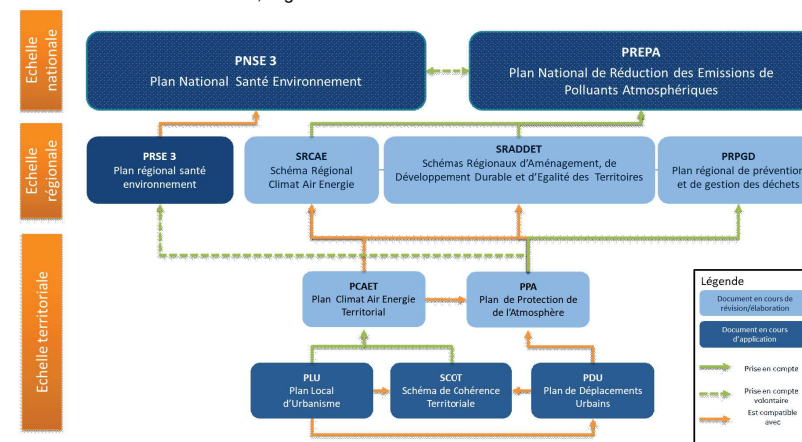 Echelle
nationale
PNSE 3
Plan National Santé Environnement
PREPA
Plan National de Réduction des Emissions de
Polluants Atmosphériques
Echelle
régionale
PRSE 3
Plan régional santé
environnement
SRCAE
Schéma Régional
Climat Air Energie
SRADDET
Schémas Régionaux d'Aménagement, de
Développement Durable et d'Egalité des Territoires
PRPGD
Plan régional de prévention
et de gestion des déchets
Echelle territoriale
PCAET
Plan Climat Air Energie
Territorial
PPA
Plan de Protection de
de l'Atmosphère
PLU
Plan Local
d'Urbanisme
SCOT
Schéma de Cohérence
Territoriale
PDU
Plan de Déplacements
Urbains
Légende
Document en cours de
révision/élaboration
Document en cours
d'application
Prise en compte
Prise en compte
volontaire
Est compatible
avec